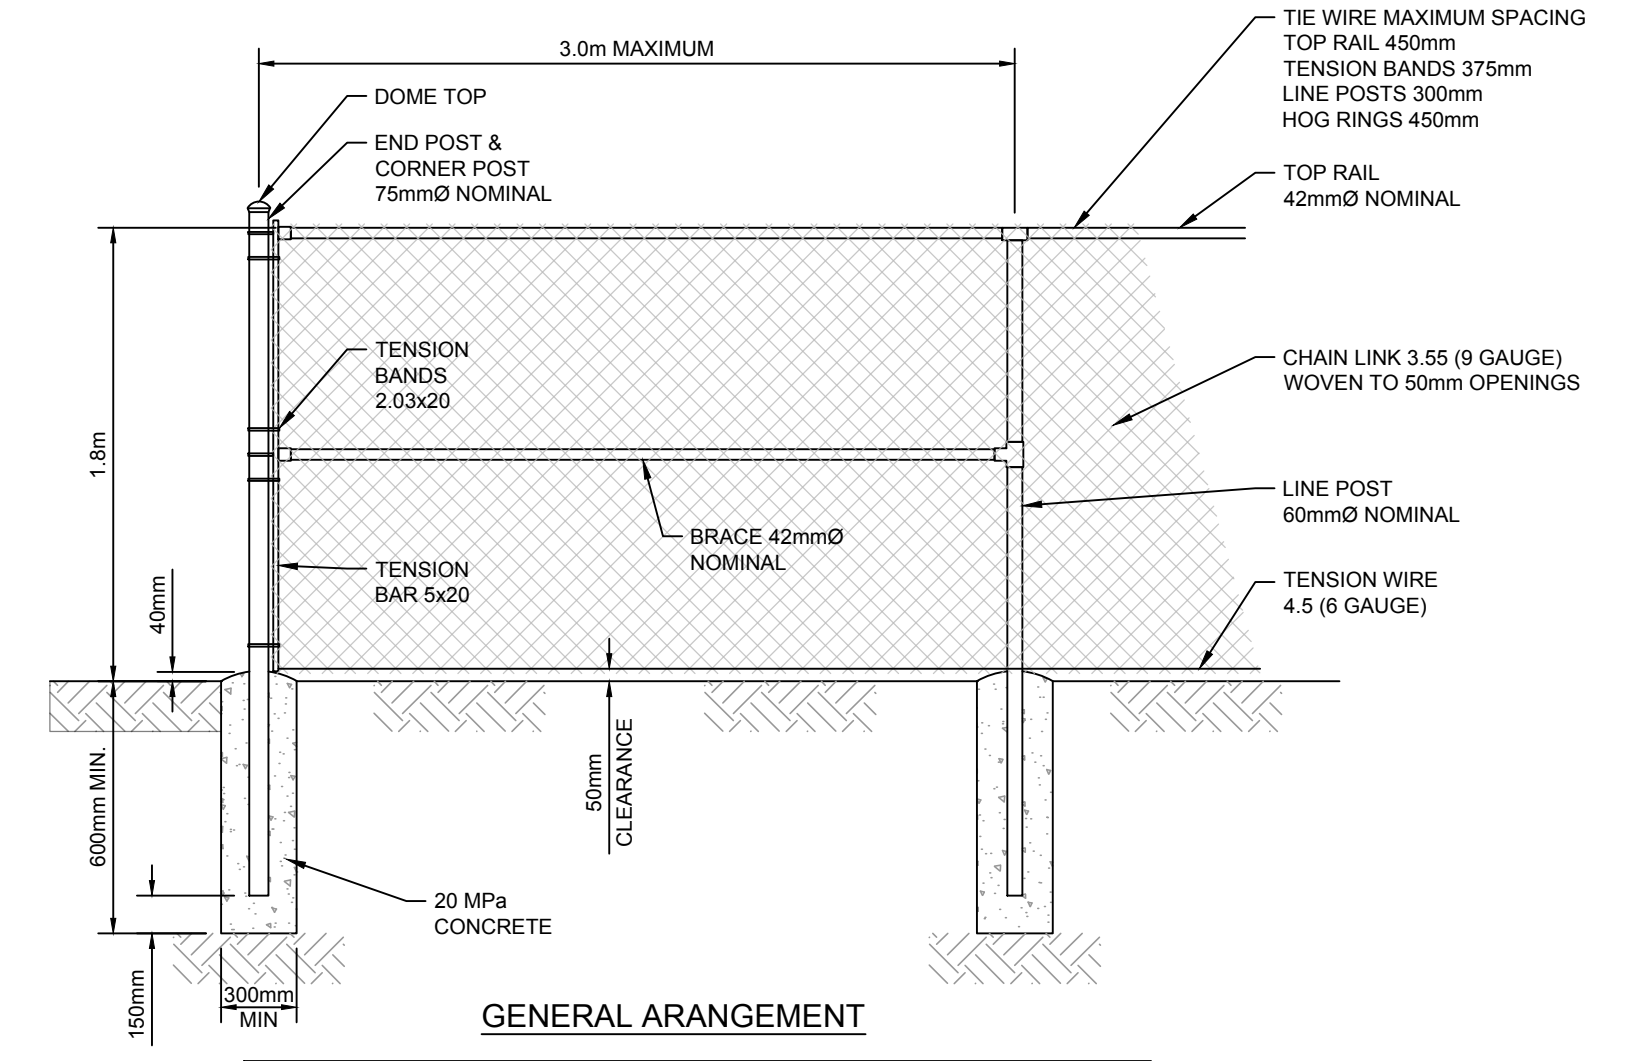 TIE WIRE MAXIMUM SPACING
TOP RAIL 450mm
TENSION BANDS 375mm
LINE POSTS 300mm
HOG RINGS 450mm
3.0m MAXIMUM
DOME TOP
END POST &
CORNER POST
75mmØ NOMINAL
TOP RAIL
42mmØ NOMINAL
TENSION
BANDS
2.03x20
CHAIN LINK 3.55 (9 GAUGE)
WOVEN TO 50mm OPENINGS
1.8m
LINE POST
60mmØ NOMINAL
BRACE 42mmØ
NOMINAL
TENSION
BAR 5x20
TENSION WIRE
4.5 (6 GAUGE)
40mm
600mm MIN.
50mm
CLEARANCE
20 MPa
CONCRETE
150mm
300mm
MIN
GENERAL ARANGEMENT